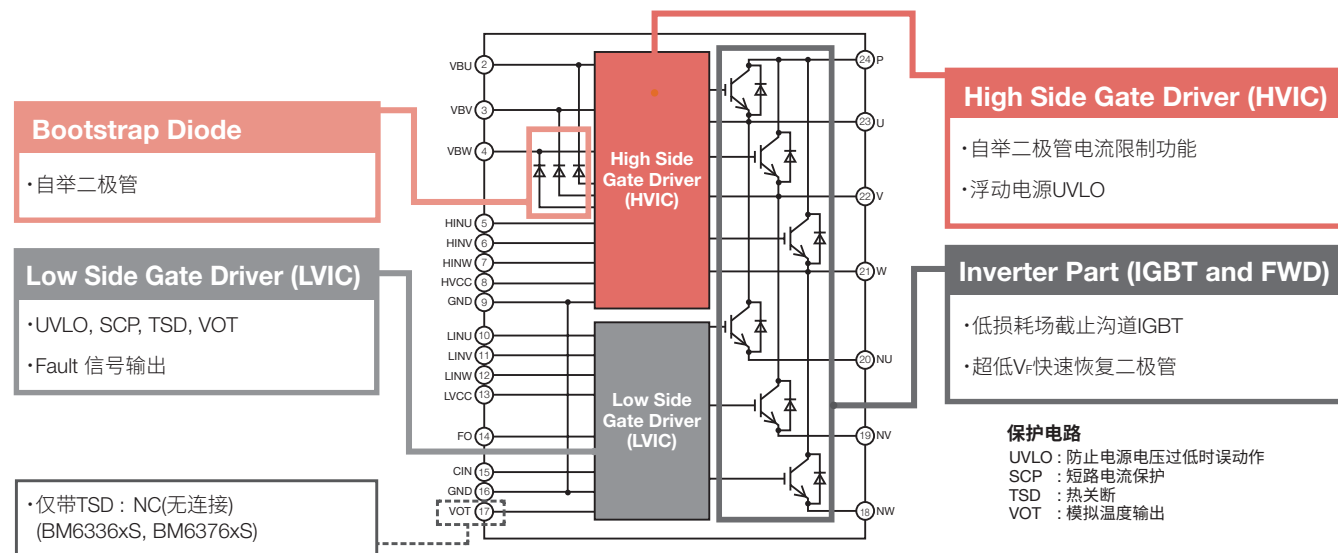 Bootstrap Diode
·自举二极管
Low Side Gate Driver (LVIC)
·UVLO, SCP, TSD, VOT
·Fault 信号输出
·仅带TSD : NC(无连接)
(BM6336xS, BM6376xS)
VBU 2
VBV 3
VBW 4
HINU 5
HINV 6
HINW 7
HVCC 8
GND 9
LINU 10
LINV 11
LINW 12
LVCC 13
FO 14
CIN 15
GND 16
VOT 17
High Side
Gate Driver
(HVIC)
Low Side
Gate Driver
(LVIC)
24 P
23 U
22 V
21 W
20 NU
19 NV
18 NW
High Side Gate Driver (HVIC)
·自举二极管电流限制功能
·浮动电源UVLO
Inverter Part (IGBT and FWD)
·低损耗场截止沟道IGBT
·超低VF快速恢复二极管
保护电路
UVLO : 防止电源电压过低时误动作
SCP : 短路电流保护
TSD : 热关断
VOT : 模拟温度输出